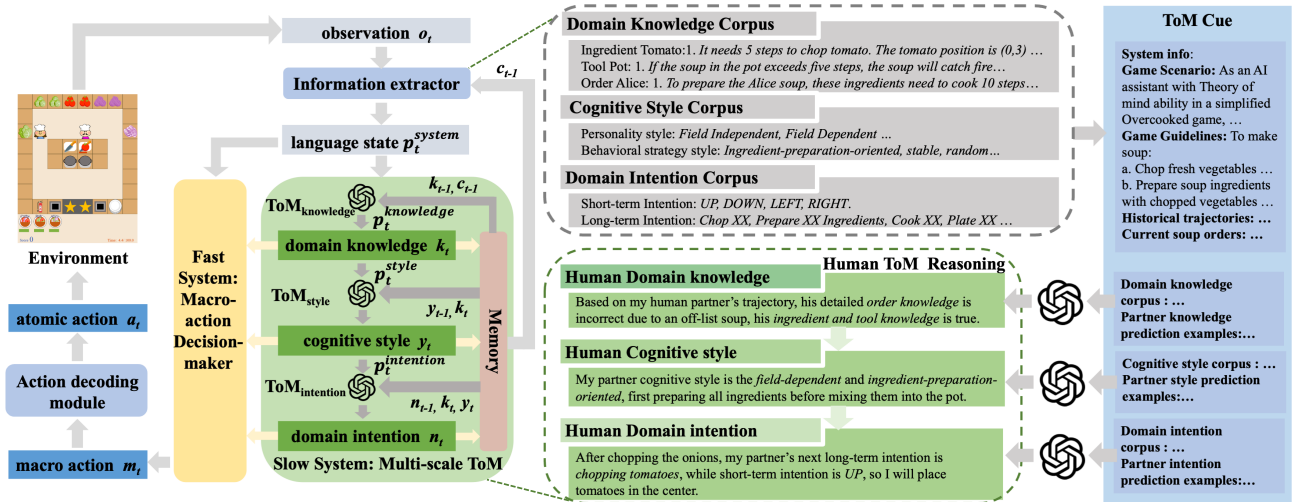 observation o_t
Information extractor
c_{t-1}
language state p_t^{system}
k_{t-1}, c_{t-1}
ToM_{knowledge}
p_t^{knowledge}
domain knowledge k_t
p_t^{style}
ToM_{style}
y_{t-1}, k_t
cognitive style y_t
p_t^{intention}
ToM_{intention}
n_{t-1}, k_t, y_t
domain intention n_t
Slow System: Multi-scale ToM
Memory
Fast
System:
Macro-
action
Decision-
maker
Environment
atomic action a_t
Action decoding
module
macro action m_t
Domain Knowledge Corpus
Ingredient Tomato:1. It needs 5 steps to chop tomato. The tomato position is (0,3) …
Tool Pot: 1. If the soup in the pot exceeds five steps, the soup will catch fire…
Order Alice: 1. To prepare the Alice soup, these ingredients need to cook 10 steps…
Cognitive Style Corpus
Personality style: Field Independent, Field Dependent …
Behavioral strategy style: Ingredient-preparation-oriented, stable, random…
Domain Intention Corpus
Short-term Intention: UP, DOWN, LEFT, RIGHT.
Long-term Intention: Chop XX, Prepare XX Ingredients, Cook XX, Plate XX …
Human ToM Reasoning
Human Domain knowledge
Based on my human partner's trajectory, his detailed order knowledge is
incorrect due to an off-list soup, his ingredient and tool knowledge is true.
Human Cognitive style
My partner cognitive style is the field-dependent and ingredient-preparation-
oriented, first preparing all ingredients before mixing them into the pot.
Human Domain intention
After chopping the onions, my partner's next long-term intention is
chopping tomatoes, while short-term intention is UP, so I will place
tomatoes in the center.
ToM Cue
System info:
Game Scenario: As an AI
assistant with Theory of
mind ability in a simplified
Overcooked game, …
Game Guidelines: To make
soup:
a. Chop fresh vegetables …
b. Prepare soup ingredients
with chopped vegetables …
Historical trajectories: …
Current soup orders: …
Domain knowledge
corpus : …
Partner knowledge
prediction examples:…
Cognitive style corpus : …
Partner style prediction
examples:…
Domain intention
corpus : …
Partner intention
prediction examples:…